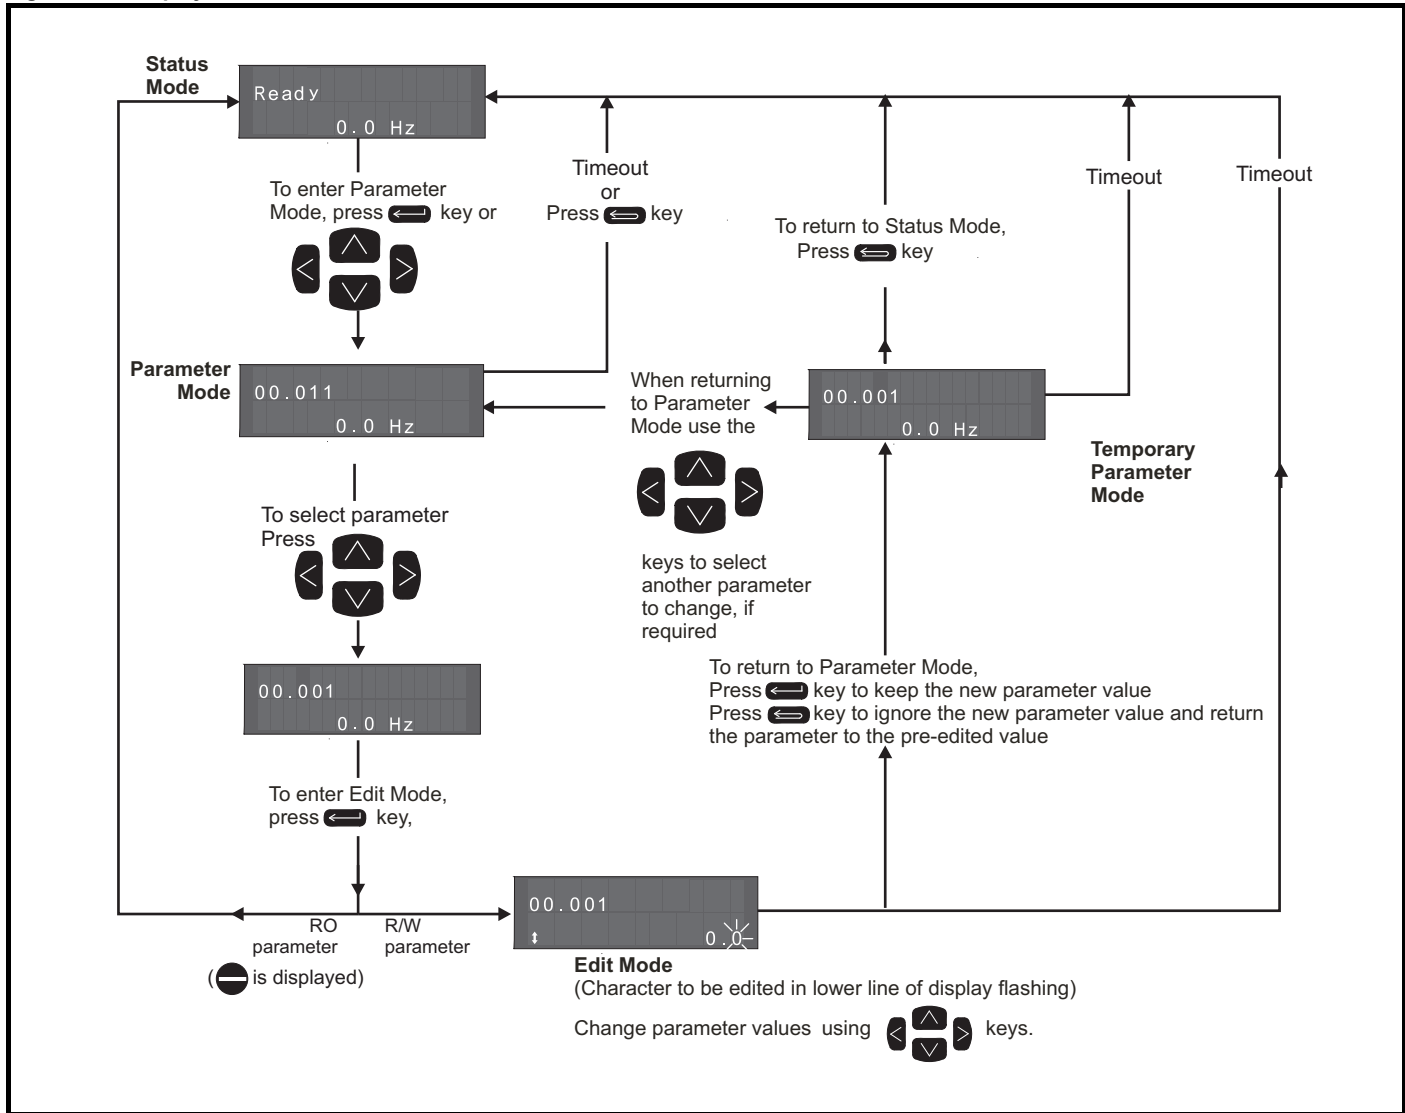 Status
Mode
Ready
0.0 Hz
To enter Parameter
Mode, press key or
Timeout
or
Press key
To return to Status Mode,
Press key
Timeout
Timeout
Parameter
Mode
00.011
0.0 Hz
When returning
to Parameter
Mode use the
keys to select
another parameter
to change, if
required
00.001
0.0 Hz
Temporary
Parameter
Mode
To select parameter
Press
00.001
0.0 Hz
To return to Parameter Mode,
Press key to keep the new parameter value
Press key to ignore the new parameter value and return
the parameter to the pre-edited value
To enter Edit Mode,
press key,
RO
parameter
( is displayed)
R/W
parameter
00.001
0.0
Edit Mode
(Character to be edited in lower line of display flashing)
Change parameter values using keys.